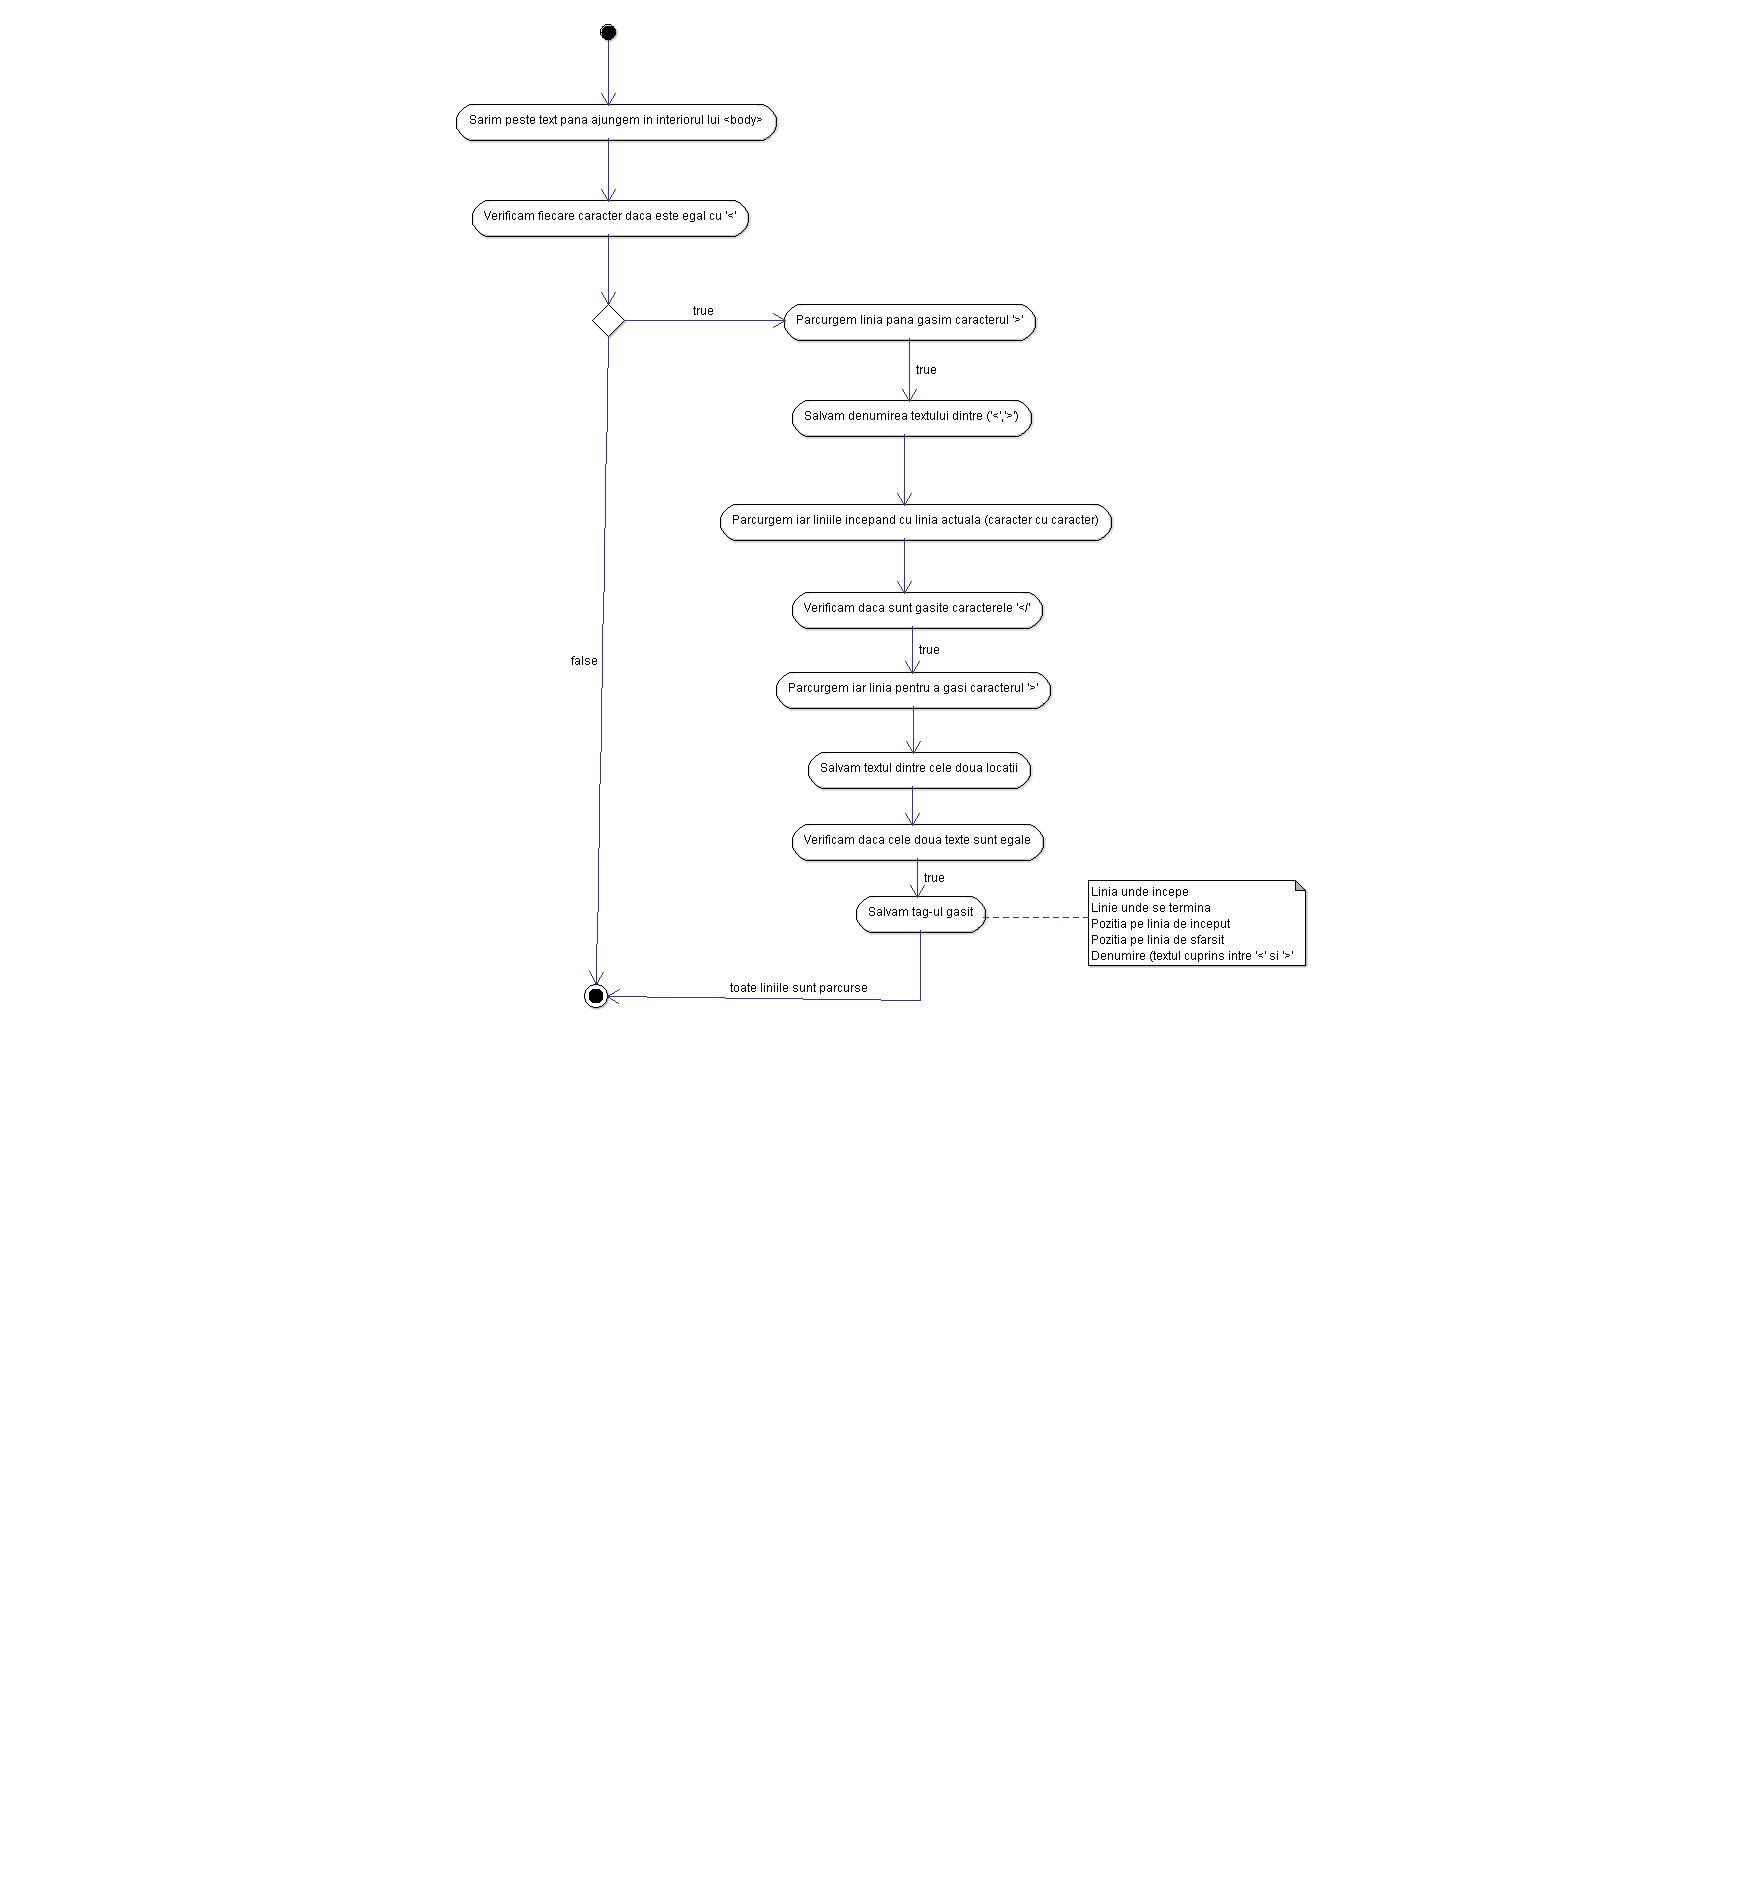 Sarim peste text pana ajungem in interiorul lui <body>
Verificam fiecare caracter daca este egal cu '<'
true
Parcurgem linia pana gasim caracterul '>'
true
Salvam denumirea textului dintre ('<','>')
Parcurgem iar liniile incepand cu linia actuala (caracter cu caracter)
Verificam daca sunt gasite caracterele '</'
true
false
Parcurgem iar linia pentru a gasi caracterul '>'
Salvam textul dintre cele doua locatii
Verificam daca cele doua texte sunt egale
true
Salvam tag-ul gasit
Linia unde incepe
Linie unde se termina
Pozitia pe linia de inceput
Pozitia pe linia de sfarsit
Denumire (textul cuprins intre '<' si '>'
toate liniile sunt parcurse